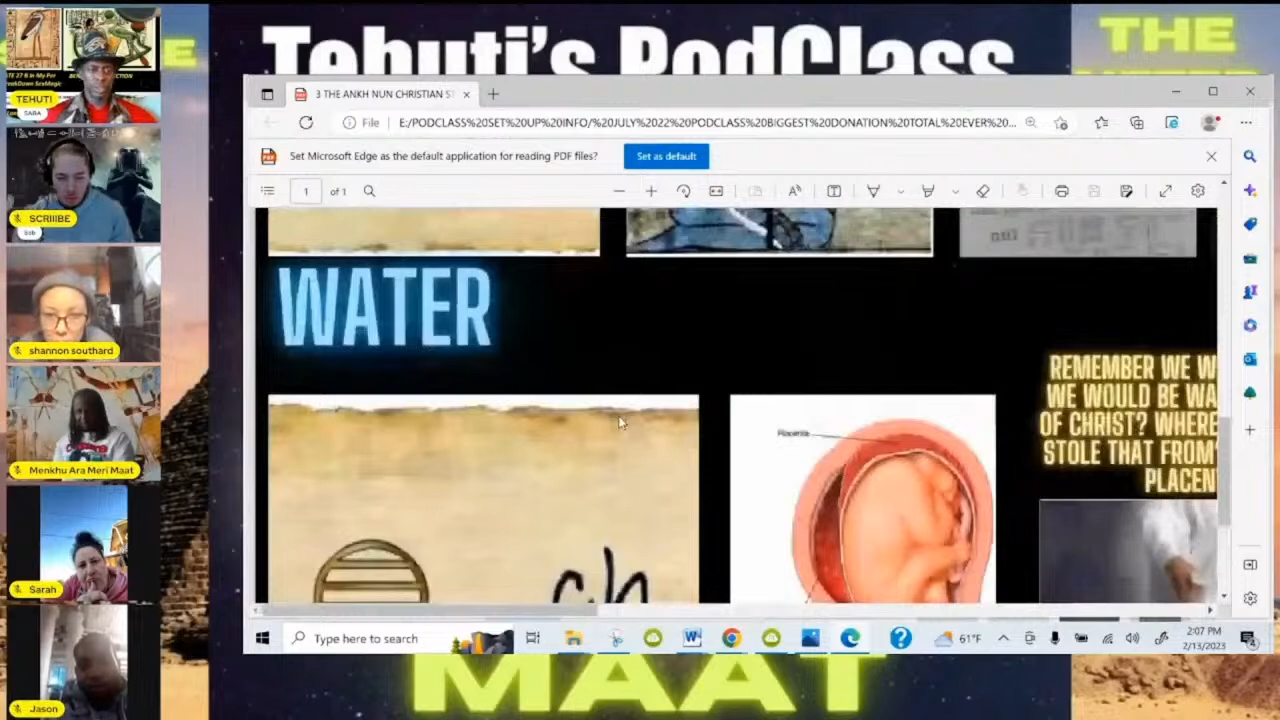 Tehuti's PodClass
THE
E
TEHUTI
SABA
SCRIIIBE
Seb
shannon southard
Menkhu Ara Meri Maat
Sarah
Jason
3 THE ANKH NUN CHRISTIAN ST
File
E:/PODCLASS%20SET%20UP%20INFO/%20JULY%2022%20PODCLASS%20BIGGEST%20DONATION%20TOTAL%20EVER%20...
Set Microsoft Edge as the default application for reading PDF files?
Set as default
1 of 1
WATER
REMEMBER WE W
WE WOULD BE WA
OF CHRIST? WHERE
STOLE THAT FROM
PLACEN
Placenta
Type here to search
61°F
2:07 PM
2/13/2023
MAAT